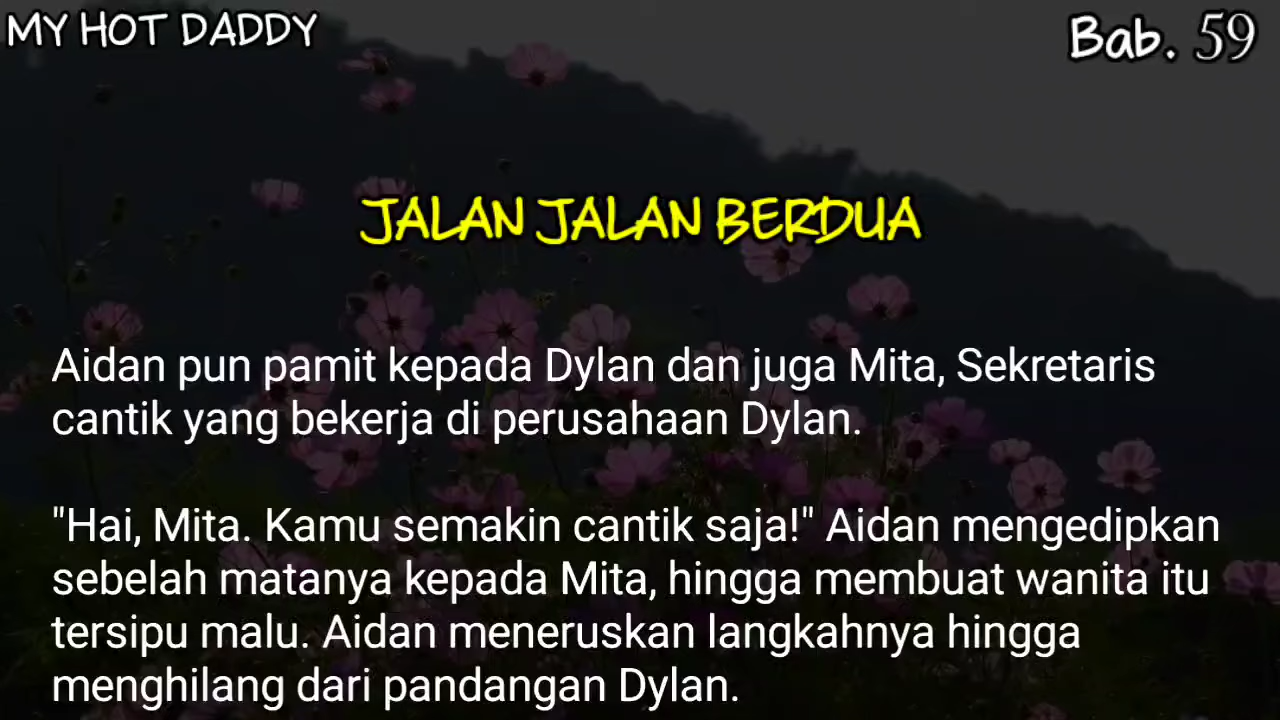 MY HOT DADDY
Bab. 59
JALAN JALAN BERDUA
Aidan pun pamit kepada Dylan dan juga Mita, Sekretaris
cantik yang bekerja di perusahaan Dylan.
"Hai, Mita. Kamu semakin cantik saja!" Aidan mengedipkan
sebelah matanya kepada Mita, hingga membuat wanita itu
tersipu malu. Aidan meneruskan langkahnya hingga
menghilang dari pandangan Dylan.